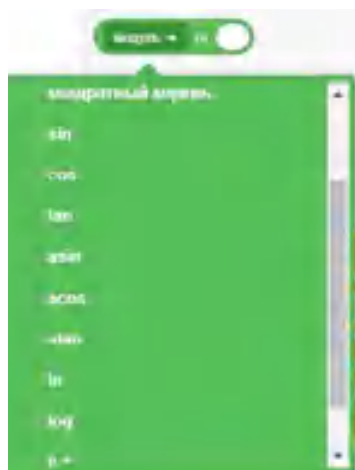 модуль от
квадратный корень
sin
cos
tan
asin
acos
atan
ln
log
e ^